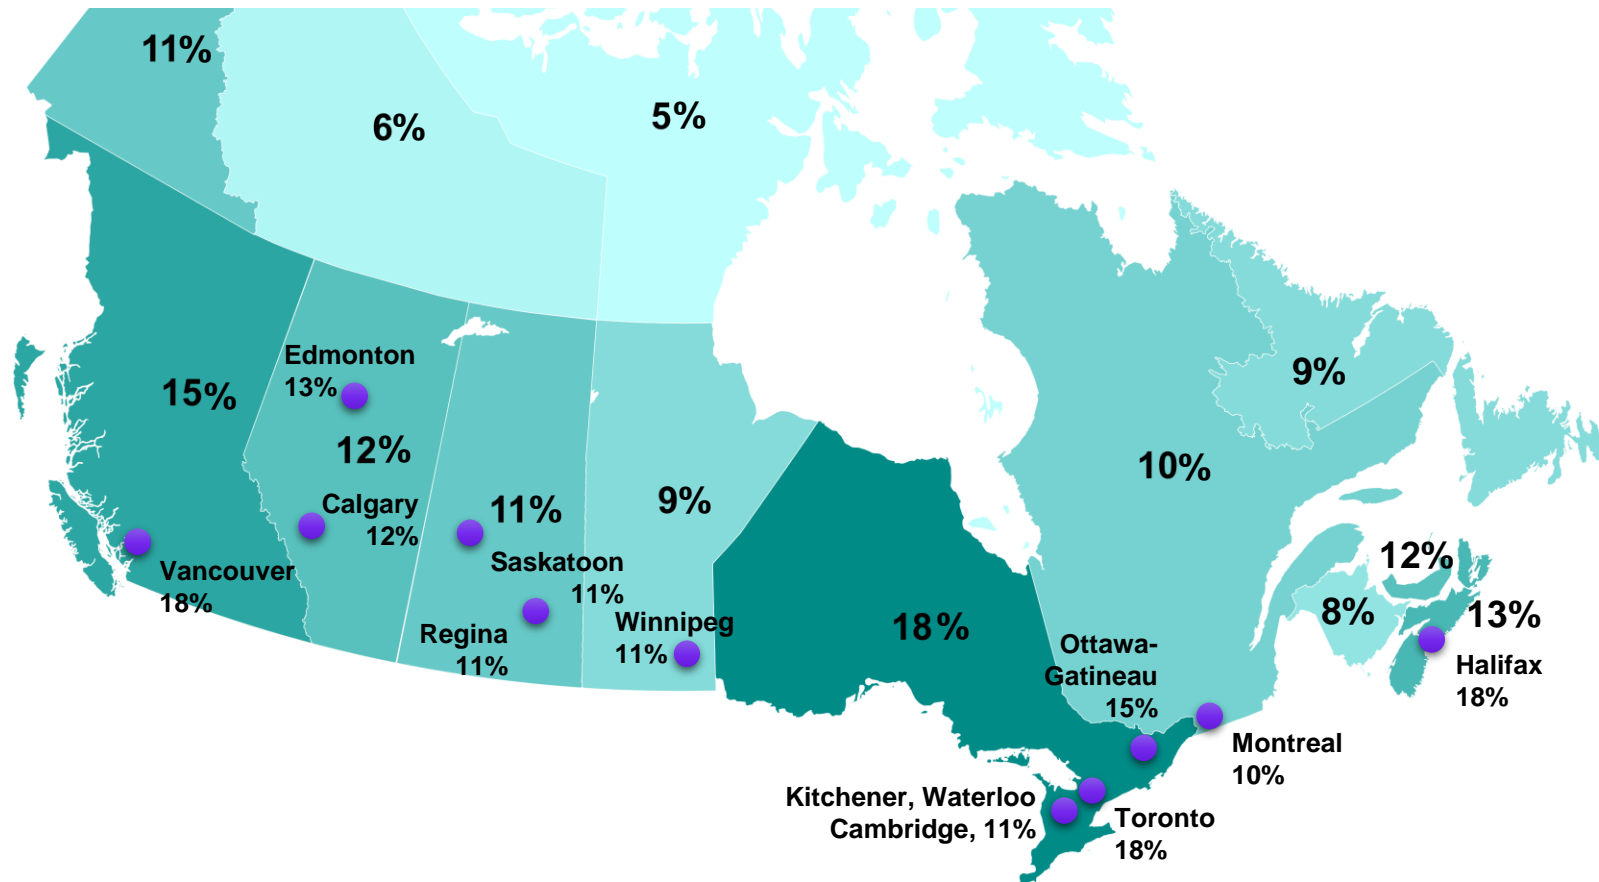 11%
6%
5%
Edmonton
13%
15%
12%
Calgary
12%
11%
Saskatoon
11%
Vancouver
18%
Regina
11%
9%
Winnipeg
11%
18%
Ottawa-
Gatineau
15%
10%
9%
12%
8%
13%
Halifax
18%
Montreal
10%
Kitchener, Waterloo
Cambridge, 11%
Toronto
18%